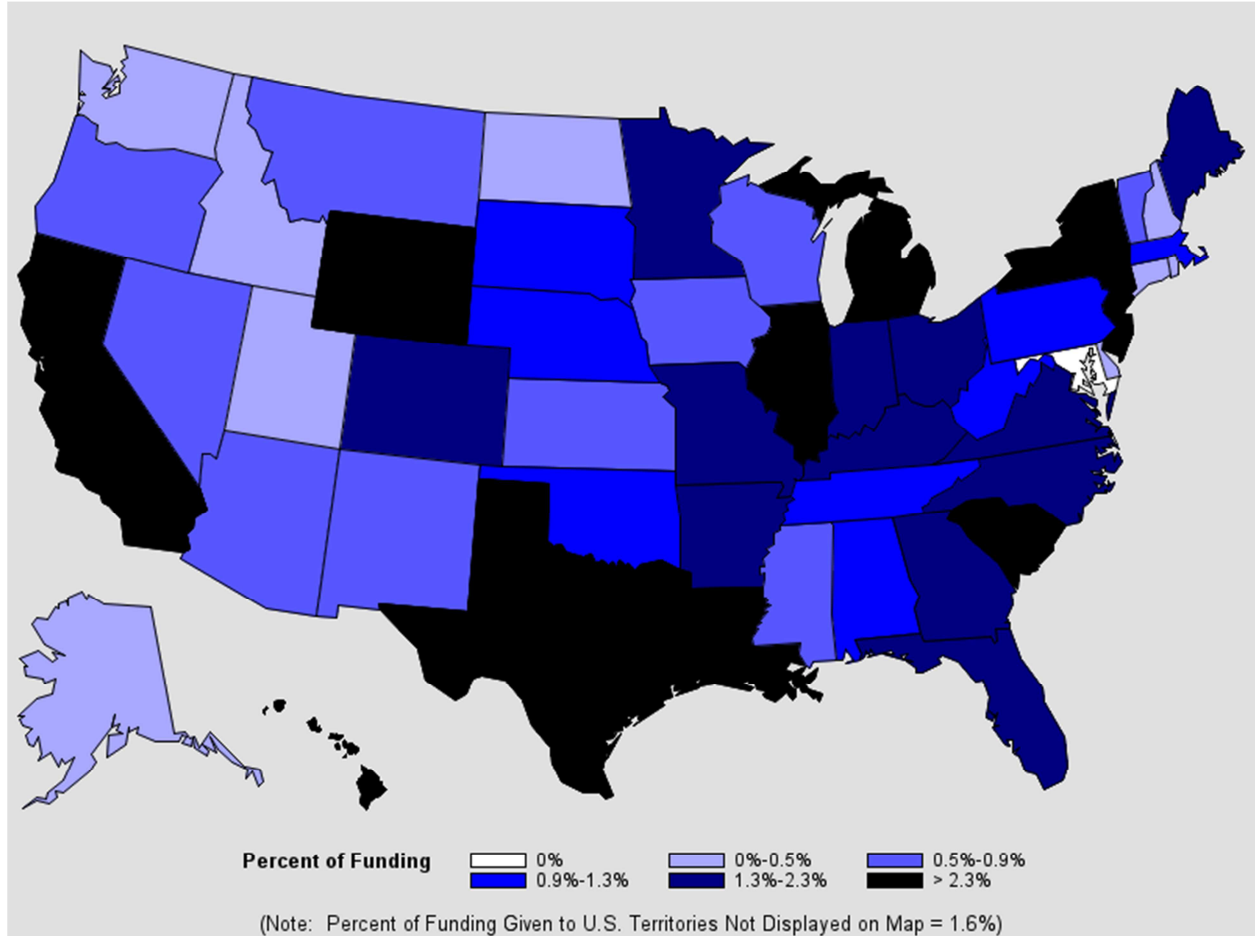 Percent of Funding 0% 0%-0.5% 0.5%-0.9%
0.9%-1.3% 1.3%-2.3% > 2.3%
(Note: Percent of Funding Given to U.S. Territories Not Displayed on Map = 1.6%)